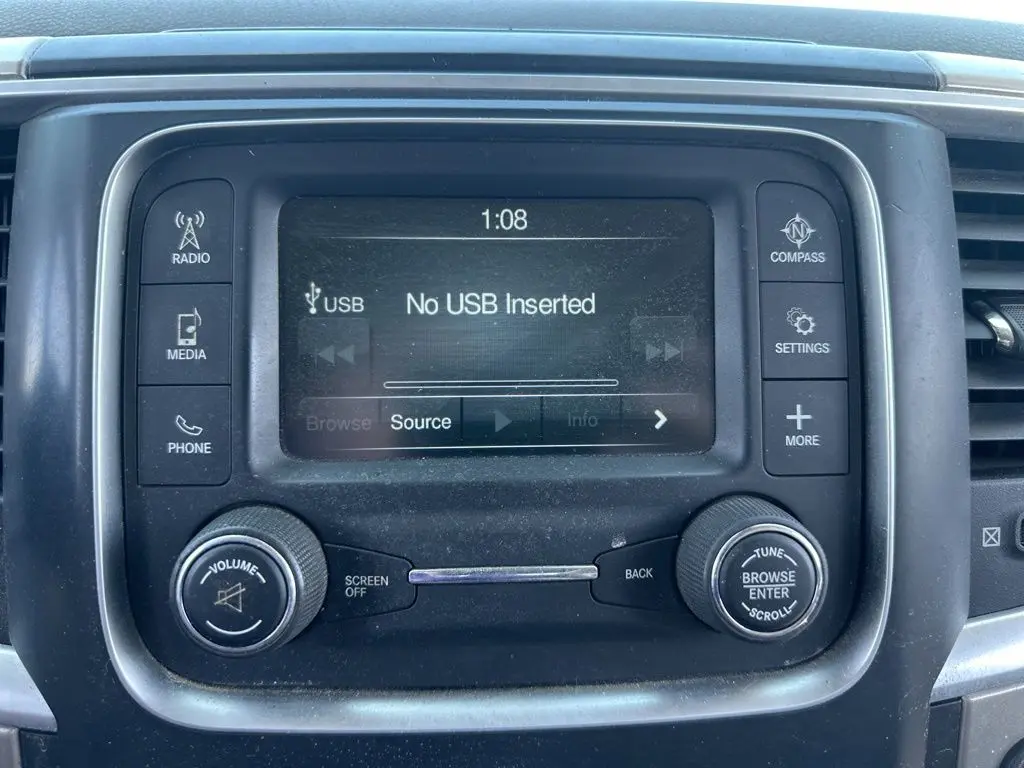 1:08
RADIO
MEDIA
PHONE
USB
No USB Inserted
Browse
Source
Info
N
COMPASS
SETTINGS
MORE
VOLUME
SCREEN
OFF
BACK
TUNE
BROWSE
ENTER
SCROLL